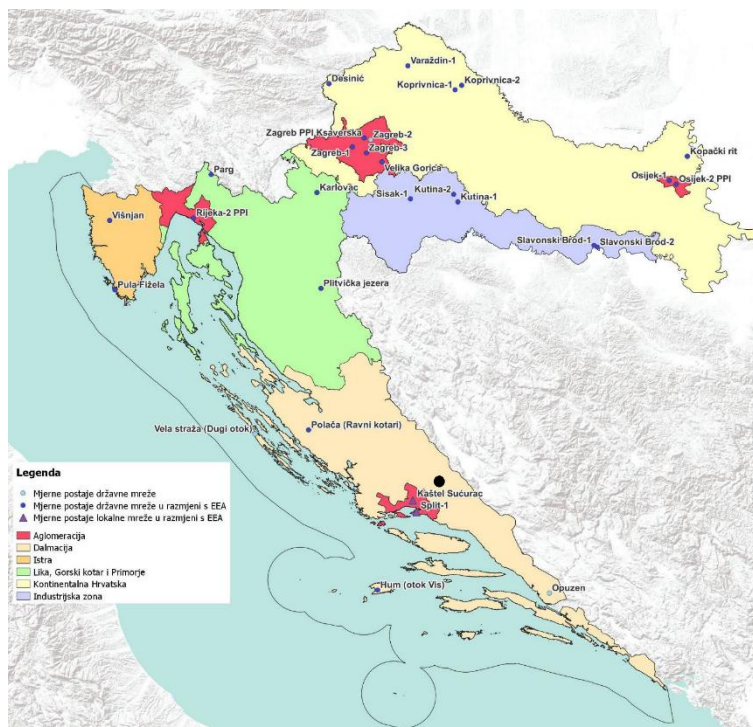 Varaždin-1
Desinić
Koprivnica-2
Koprivnica-1
Zagreb PPI Ksaverska
Zagreb-2
Zagreb-1
Zagreb-3
Velika Gorica
Kopački rit
Osijek-1
Osijek-2 PPI
Parg
Karlovac
Sisak-1
Kutina-2
Kutina-1
Višnjan
Rijeka-2 PPI
Slavonski Brod-1
Slavonski Brod-2
Pula Fižela
Plitvička jezera
Vela straža (Dugi otok)
Polača (Ravni kotari)
Kaštel Sućurac
Split-1
Hum (otok Vis)
Opuzen
Legenda
Mjerne postaje državne mreže
Mjerne postaje državne mreže u razmjeni s EEA
Mjerne postaje lokalne mreže u razmjeni s EEA
Aglomeracija
Dalmacija
Istra
Lika, Gorski kotar i Primorje
Kontinentalna Hrvatska
Industrijska zona